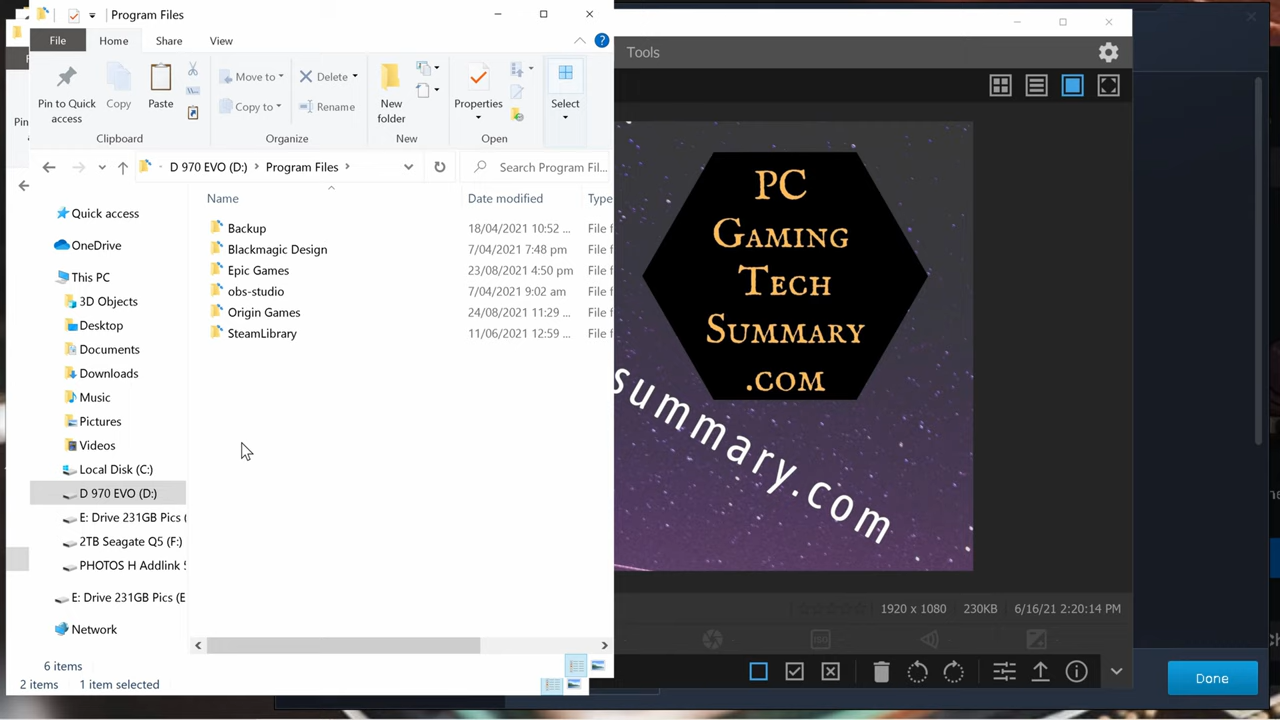 Program Files
File Home Share View
Pin to Quick access
Copy
Paste
Move to
Copy to
Delete
Rename
New folder
Properties
Select
Clipboard Organize New Open
D 970 EVO (D:) Program Files
Search Program Fil...
Name Date modified Type
Backup 18/04/2021 10:52 ... File f
Blackmagic Design 7/04/2021 7:48 pm File f
Epic Games 23/08/2021 4:50 pm File f
obs-studio 7/04/2021 9:02 am File f
Origin Games 24/08/2021 11:29 ... File f
SteamLibrary 11/06/2021 12:59 ... File f
Quick access
OneDrive
This PC
3D Objects
Desktop
Documents
Downloads
Music
Pictures
Videos
Local Disk (C:)
D 970 EVO (D:)
E: Drive 231GB Pics (
2TB Seagate Q5 (F:)
PHOTOS H Addlink
E: Drive 231GB Pics (E
Network
6 items
2 items 1 item selected
Tools
PC
Gaming
Tech
Summary
.com
summary.com
1920 x 1080 230KB 6/16/21 2:20:14 PM
ISO
Done